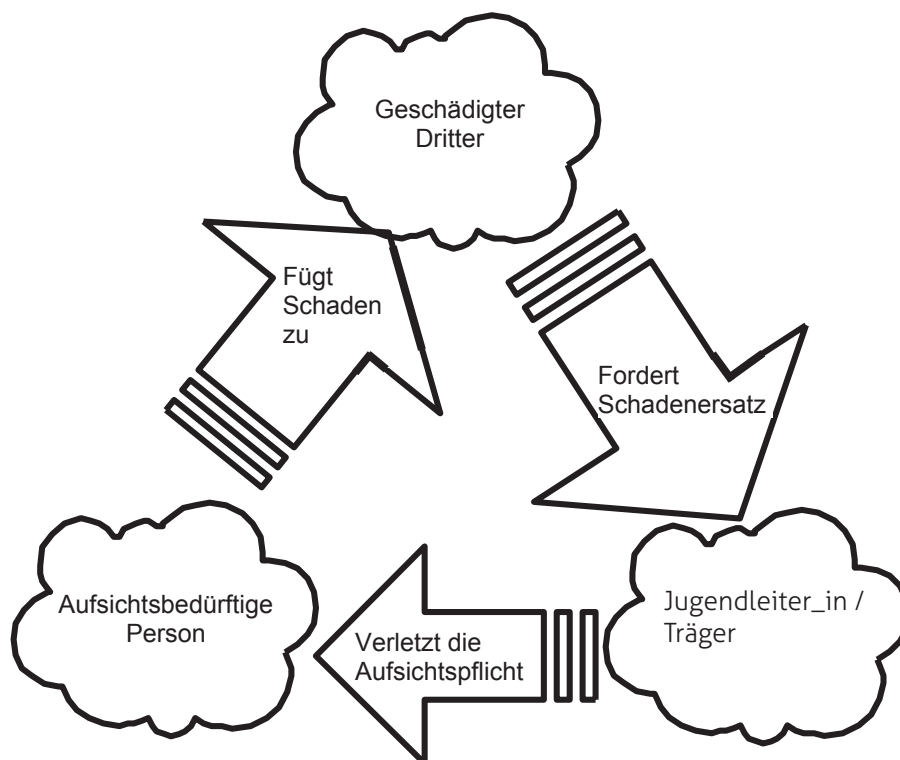 Geschädigter
Dritter
Fügt
Schaden
zu
Fordert
Schadenersatz
Aufsichtsbedürftige
Person
Verletzt die
Aufsichtspflicht
Jugendleiter_in /
Träger